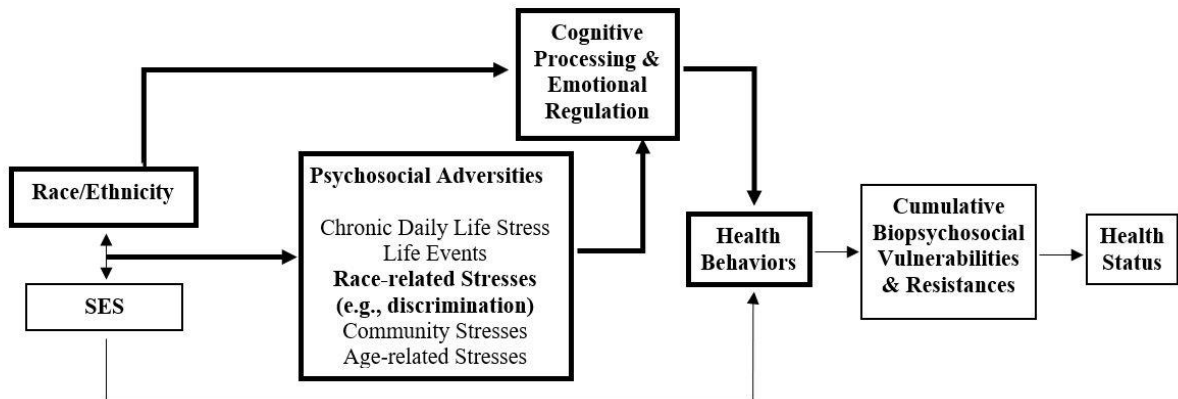 Cognitive
Processing &
Emotional
Regulation
Race/Ethnicity
SES
Psychosocial Adversities
Chronic Daily Life Stress
Life Events
Race-related Stresses
(e.g., discrimination)
Community Stresses
Age-related Stresses
Health
Behaviors
Cumulative
Biopsychosocial
Vulnerabilities
& Resistances
Health
Status